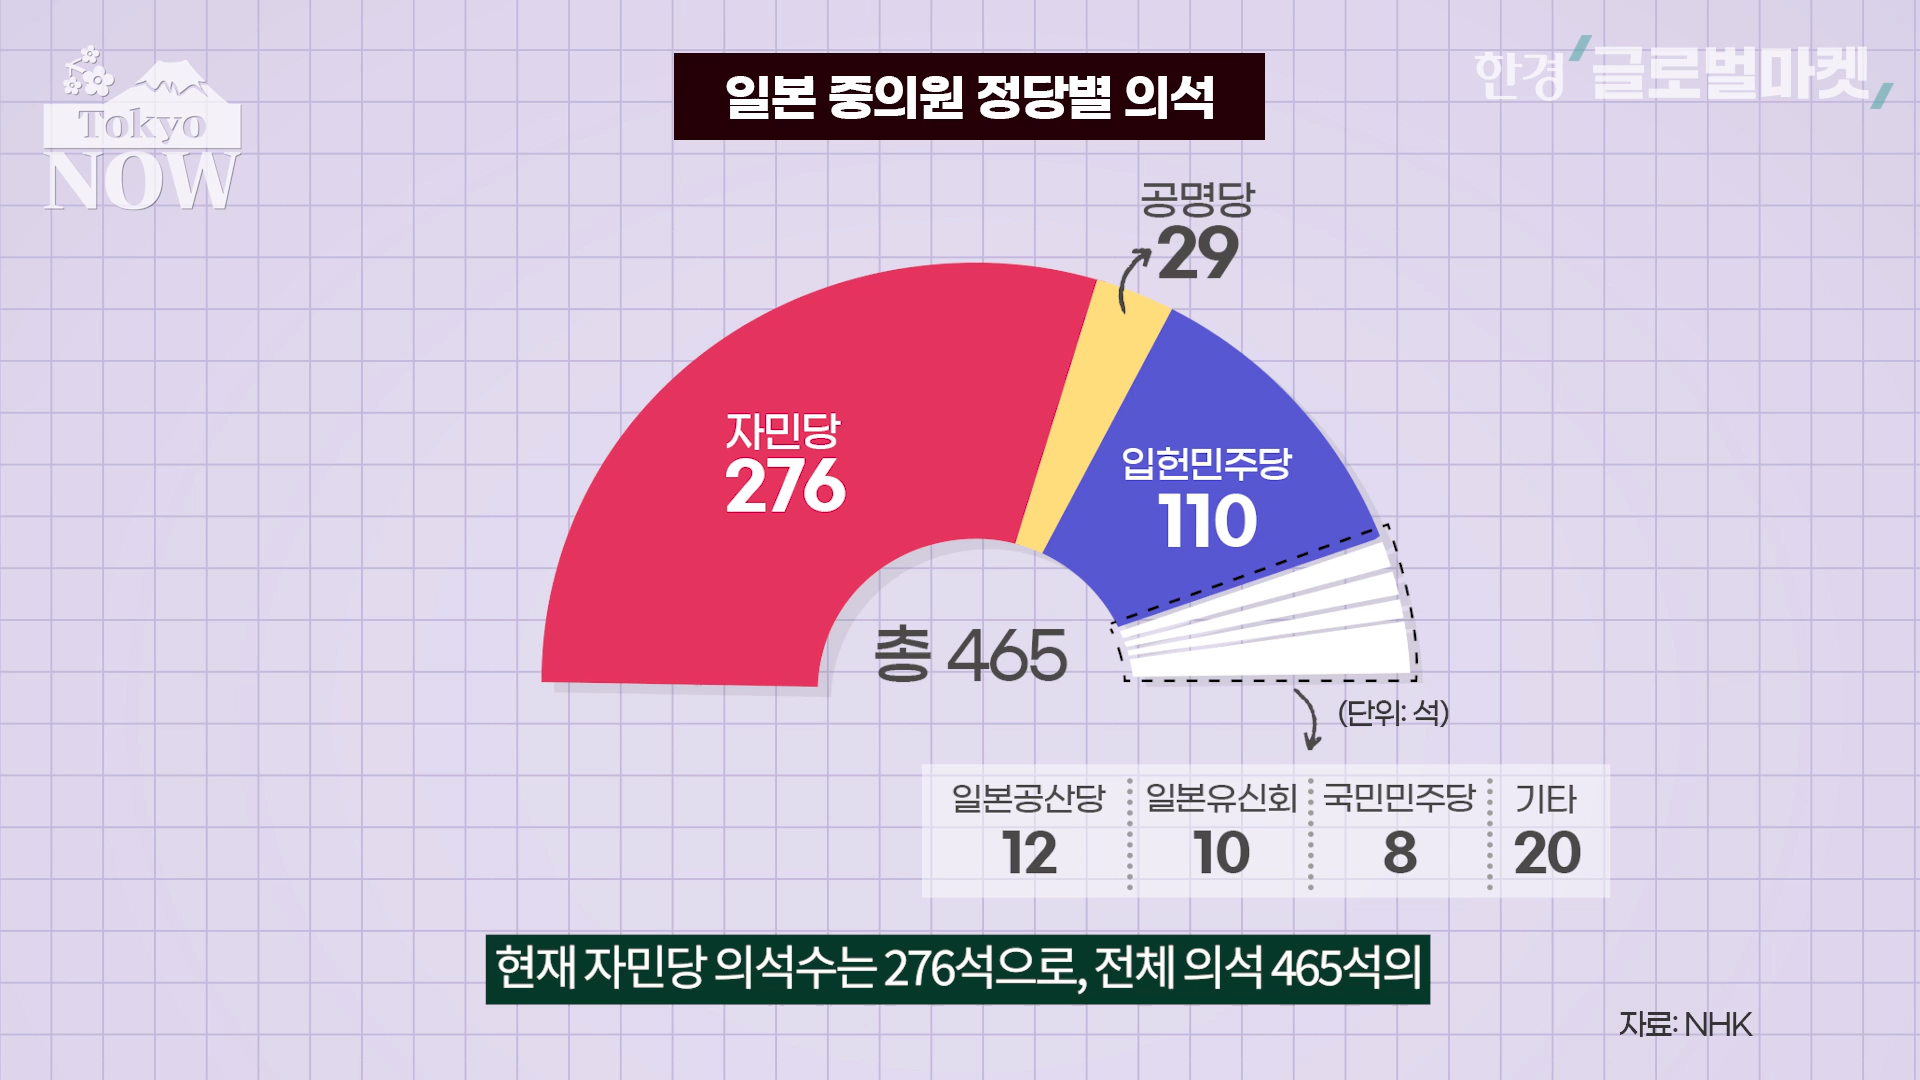 Tokyo
NOW
일본 중의원 정당별 의석
한경 글로벌마켓
공명당
29
자민당
276
입헌민주당
110
총 465
(단위: 석)
일본공산당 일본유신회 국민민주당 기타
12 10 8 20
현재 자민당 의석수는 276석으로, 전체 의석 465석의
자료: NHK